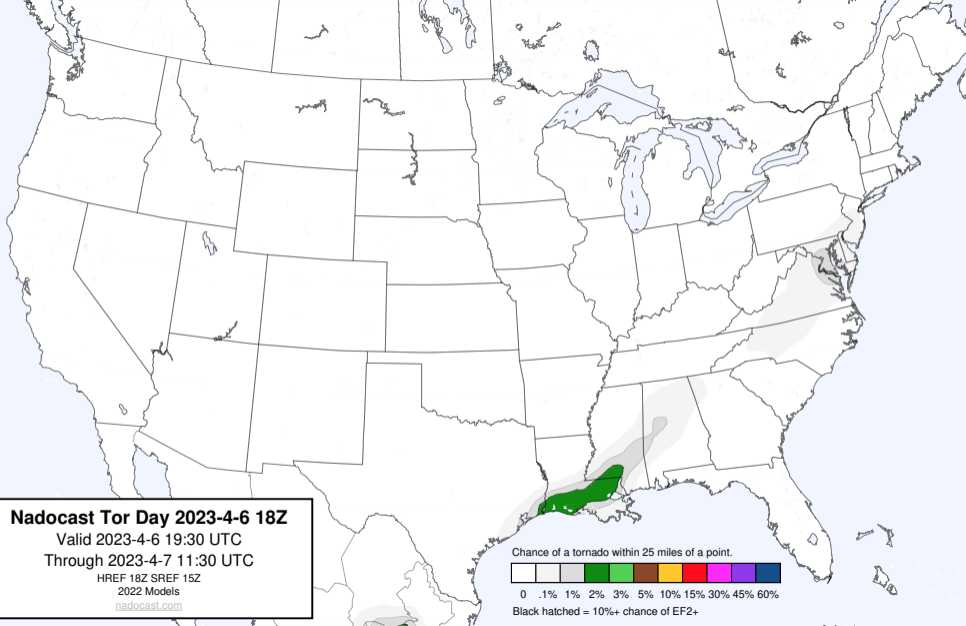 Nadocast Tor Day 2023-4-6 18Z
Valid 2023-4-6 19:30 UTC
Through 2023-4-7 11:30 UTC
HREF 18Z SREF 15Z
2022 Models
nadocast.com
Chance of a tornado within 25 miles of a point.
0 .1% 1% 2% 3% 5% 10% 15% 30% 45% 60%
Black hatched = 10%+ chance of EF2+